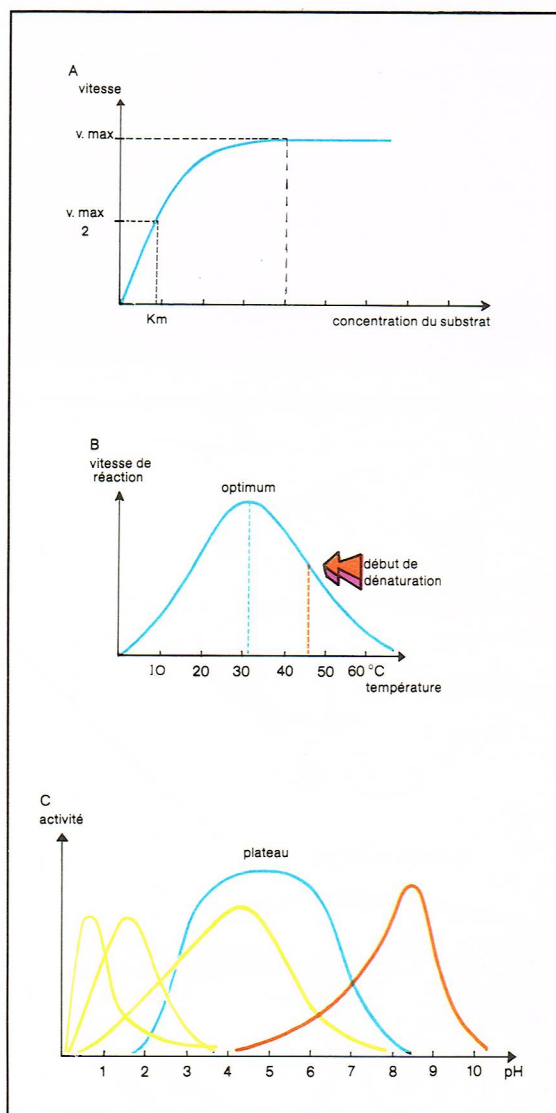 A
vitesse
v. max
v. max
2
Km
concentration du substrat
B
vitesse de
réaction
optimum
début de
dénaturation
10 20 30 40 50 60 °C
température
C
activité
plateau
1 2 3 4 5 6 7 8 9 10 pH